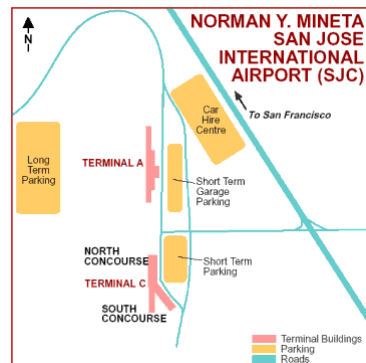 NORMAN Y. MINETA
SAN JOSE
INTERNATIONAL
AIRPORT (SJC)
N
To San Francisco
Car
Hire
Centre
Long
Term
Parking
TERMINAL A
Short Term
Garage
Parking
NORTH
CONCOURSE
TERMINAL C
Short Term
Parking
SOUTH
CONCOURSE
Terminal Buildings
Parking
Roads